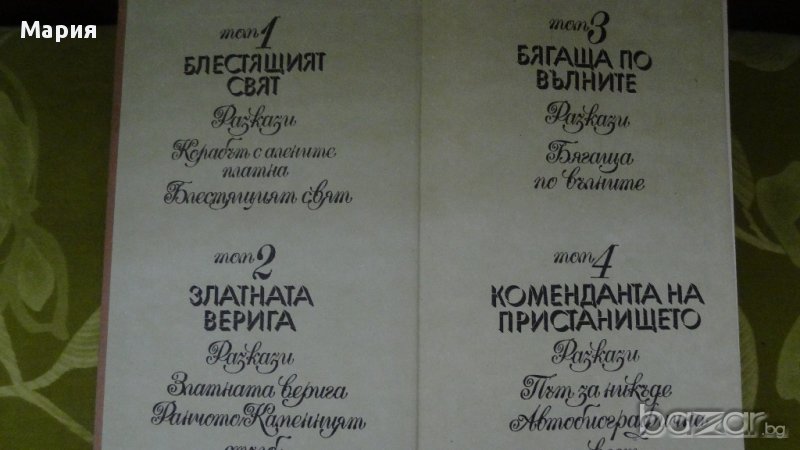 Мария
том 1
БЛЕСТЯЩИЯТ
СВЯТ
Разкази
Корабът с алените
платна
Блестящият свят
том 2
ЗЛАТНАТА
ВЕРИГА
Разкази
Златната верига
Ранчото/Каменният
том 3
БЯГАЩА ПО
ВЪЛНИТЕ
Разкази
Бягаща
по вълните
том 4
КОМЕНДАНТА НА
ПРИСТАНИЩЕТО
Разкази
Път за никъде
bazar.bg